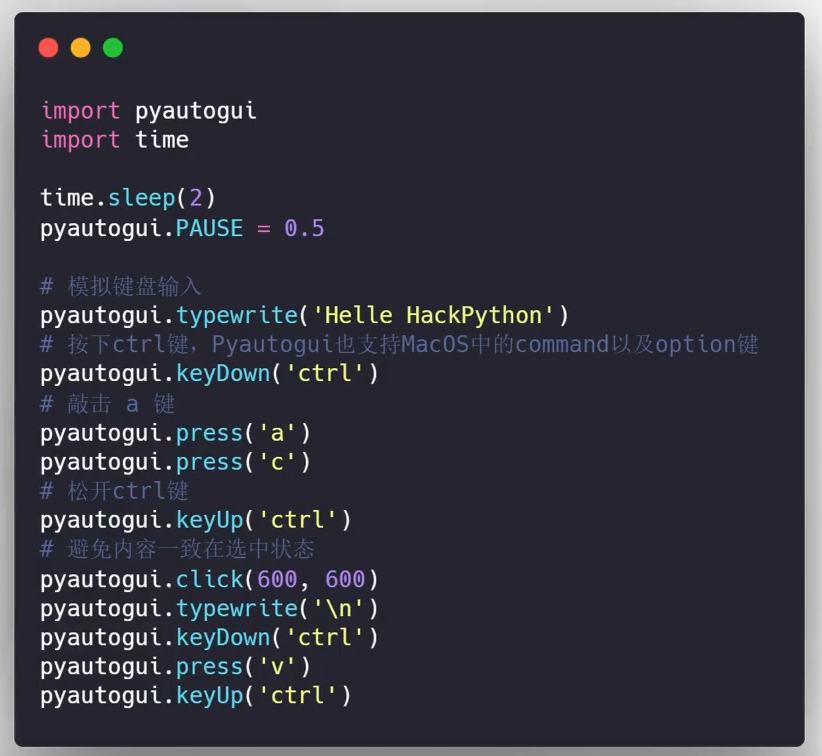 import pyautogui
import time
time.sleep(2)
pyautogui.PAUSE = 0.5
# 模拟键盘输入
pyautogui.typewrite('Helle HackPython')
# 按下ctrl键，Pyautogui也支持MacOS中的command以及option键
pyautogui.keyDown('ctrl')
# 敲击 a 键
pyautogui.press('a')
pyautogui.press('c')
# 松开ctrl键
pyautogui.keyUp('ctrl')
# 避免内容一致在选中状态
pyautogui.click(600, 600)
pyautogui.typewrite('\n')
pyautogui.keyDown('ctrl')
pyautogui.press('v')
pyautogui.keyUp('ctrl')